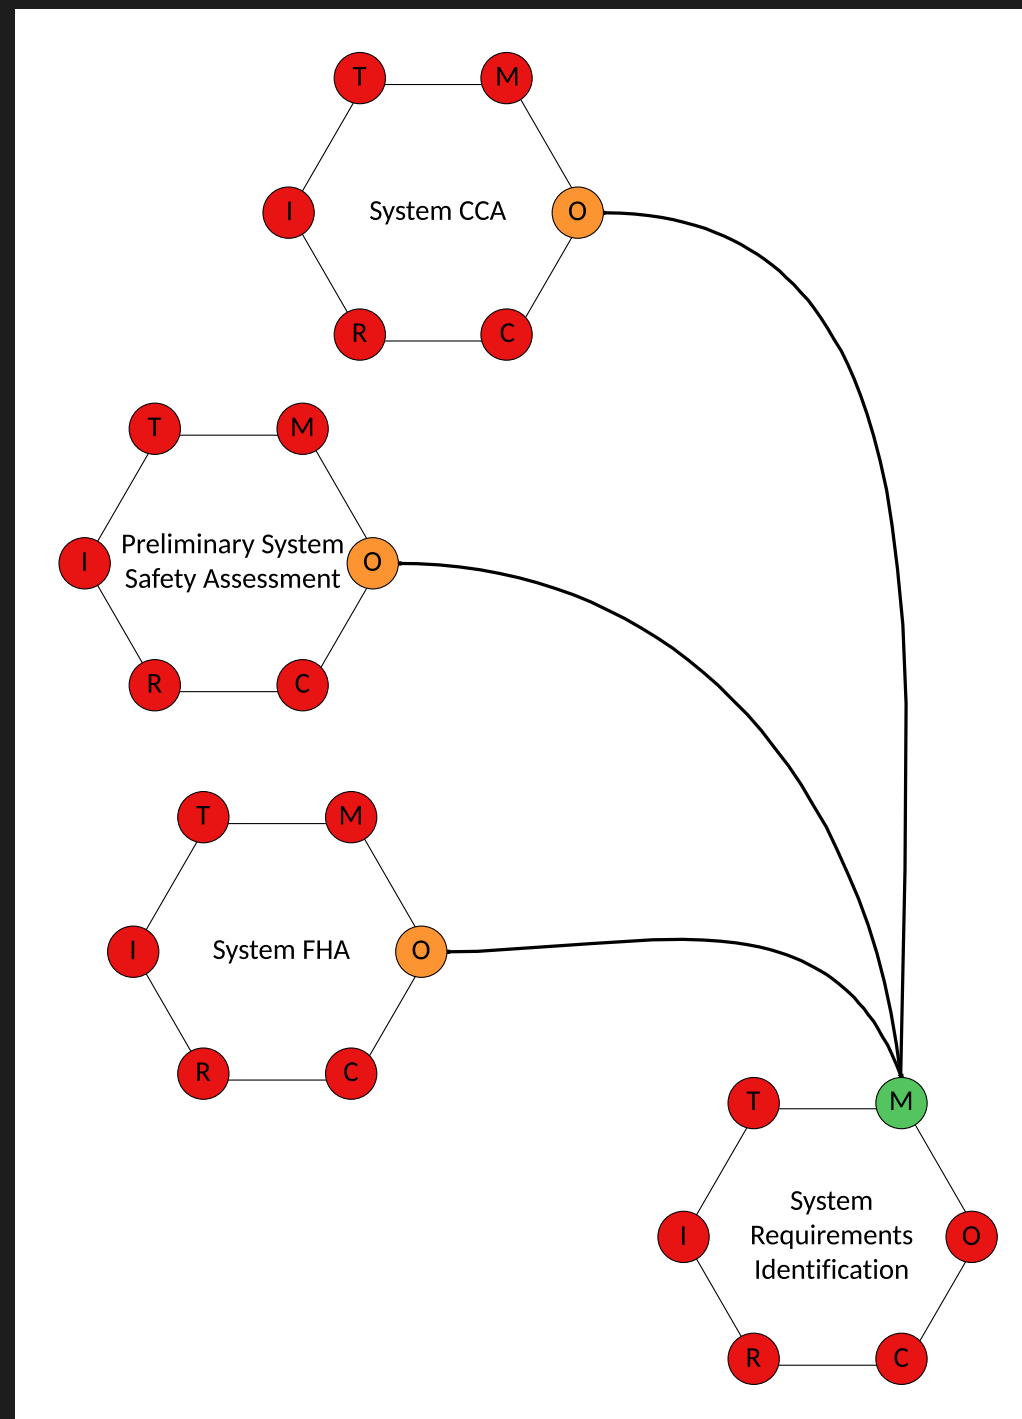 T M
I System CCA O
R C
T M
Preliminary System
I O
Safety Assessment
R C
T M
I System FHA O
R C
T M
System
I Requirements O
Identification
R C